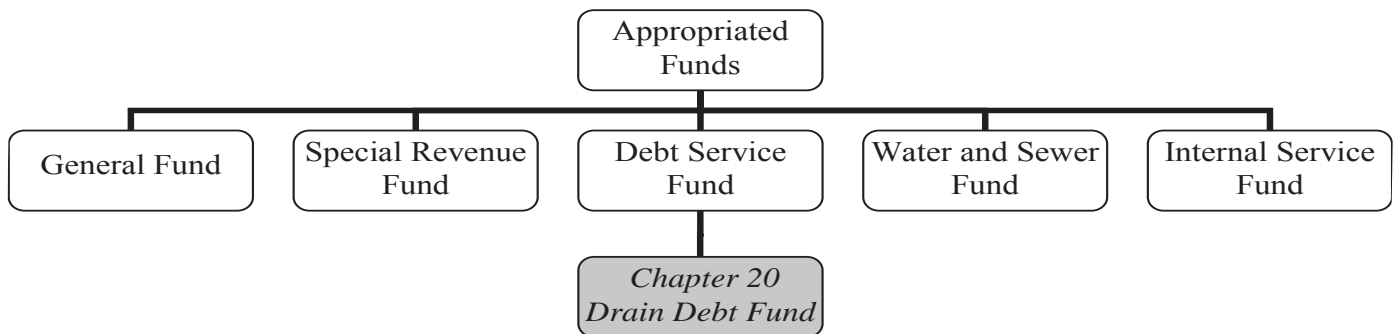 Appropriated
Funds
General Fund
Special Revenue
Fund
Debt Service
Fund
Water and Sewer
Fund
Internal Service
Fund
Chapter 20
Drain Debt Fund